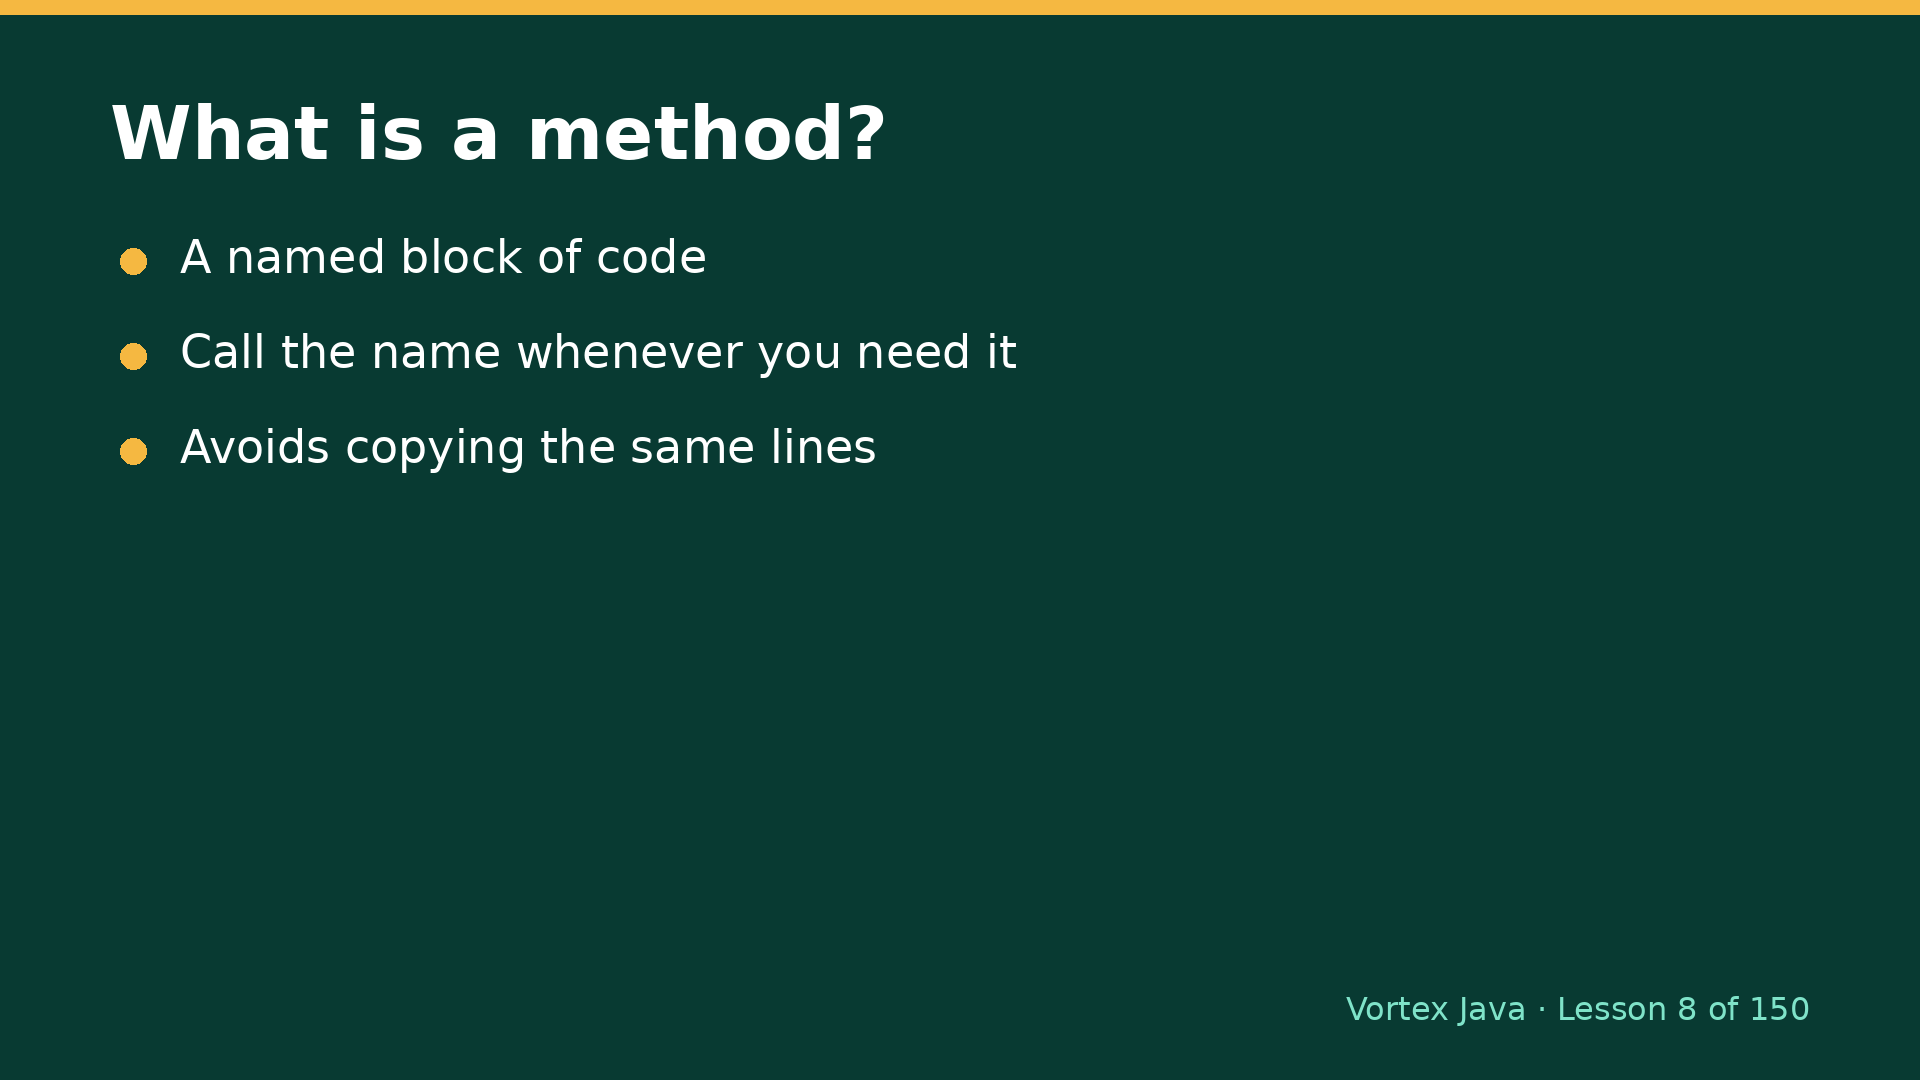 What is a method?
A named block of code
Call the name whenever you need it
Avoids copying the same lines
Vortex Java · Lesson 8 of 150